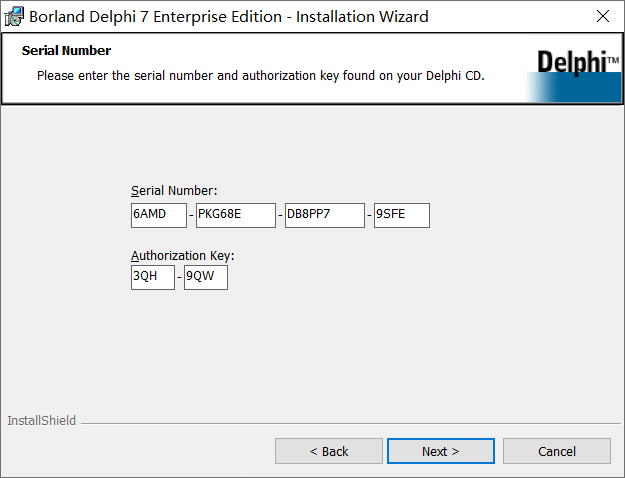 Borland Delphi 7 Enterprise Edition - Installation Wizard
Serial Number
Please enter the serial number and authorization key found on your Delphi CD.
Delphi™
Serial Number:
6AMD - PKG68E - DB8PP7 - 9SFE
Authorization Key:
3QH - 9QW
InstallShield
< Back Next > Cancel